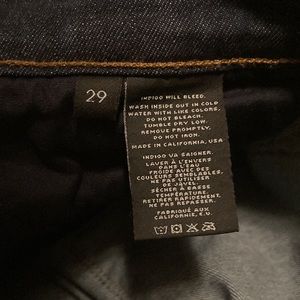 29
INDIGO WILL BLEED.
WASH INSIDE OUT IN COLD
WATER WITH LIKE COLORS.
DO NOT BLEACH.
TUMBLE DRY LOW.
REMOVE PROMPTLY.
DO NOT IRON.
MADE IN CALIFORNIA, USA
INDIGO VA SAIGNER.
LAVER À L'ENVERS
DANS L'EAU
FROIDE AVEC DES
COULEURS SEMBLABLES.
NE PAS UTILISER
DE JAVEL.
SÉCHER À BASSE
TEMPÉRATURE.
RETIRER RAPIDEMENT.
NE PAS REPASSER.
FABRIQUÉ AUX
CALIFORNIE, É.U.